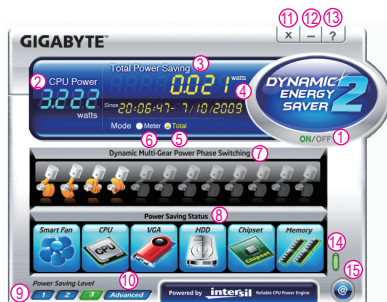 ⑪ ⑫ ⑬
X – ?
GIGABYTE™
Total Power Saving ③
② CPU Power
0.021 watts ④
3.222
watts
Since 20:06:47- 7/10/2009
Mode Meter Total
⑥ ⑤
DYNAMIC
ENERGY
SAVER 2
ON/OFF ①
Dynamic Multi-Gear Power Phase Switching ⑦
Power Saving Status ⑧
Smart Fan CPU VGA HDD Chipset Memory
CPU Chipset
⑭
⑩ ⑮
Power Saving Level
⑨ 1 2 3 Advanced
Powered by intersil Reliable CPU Power Engine
@